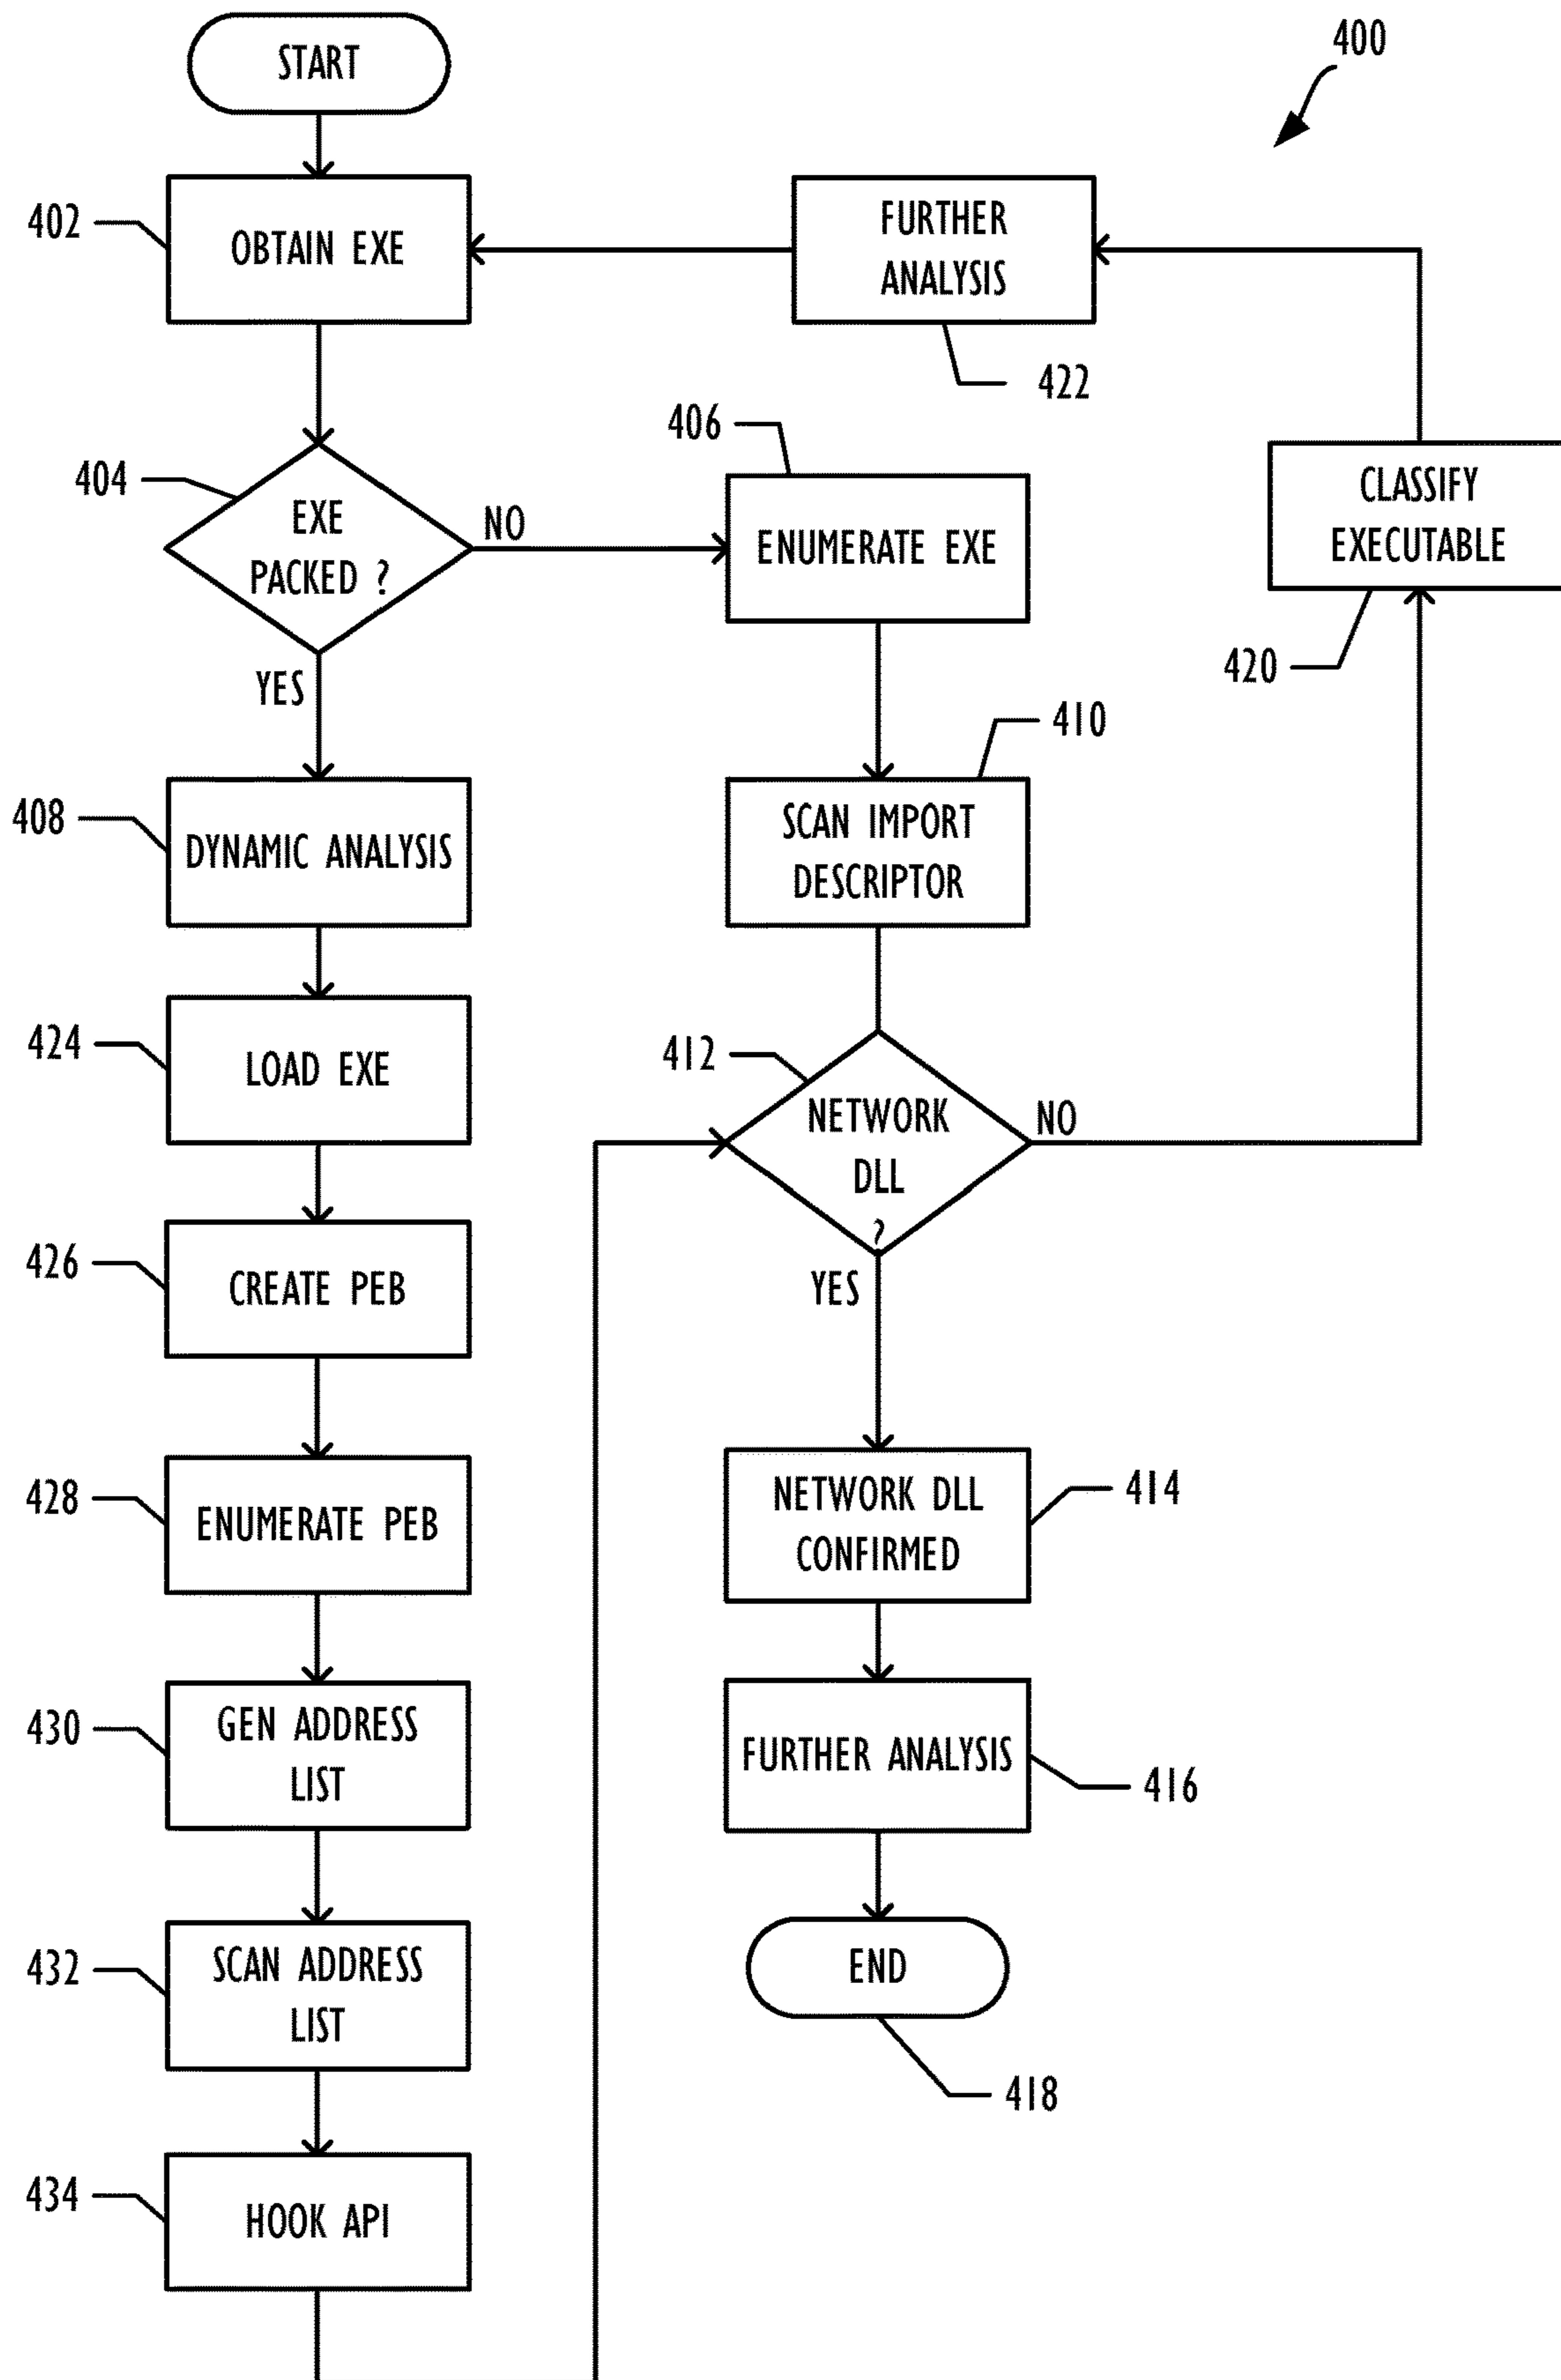 START
400
402
OBTAIN EXE
FURTHER
ANALYSIS
422
406
404
EXE
PACKED ?
NO
ENUMERATE EXE
CLASSIFY
EXECUTABLE
420
YES
410
408
DYNAMIC ANALYSIS
SCAN IMPORT
DESCRIPTOR
424
LOAD EXE
412
NETWORK
DLL
?
NO
YES
426
CREATE PEB
428
ENUMERATE PEB
NETWORK DLL
CONFIRMED
414
430
GEN ADDRESS
LIST
FURTHER ANALYSIS
416
432
SCAN ADDRESS
LIST
END
418
434
HOOK API